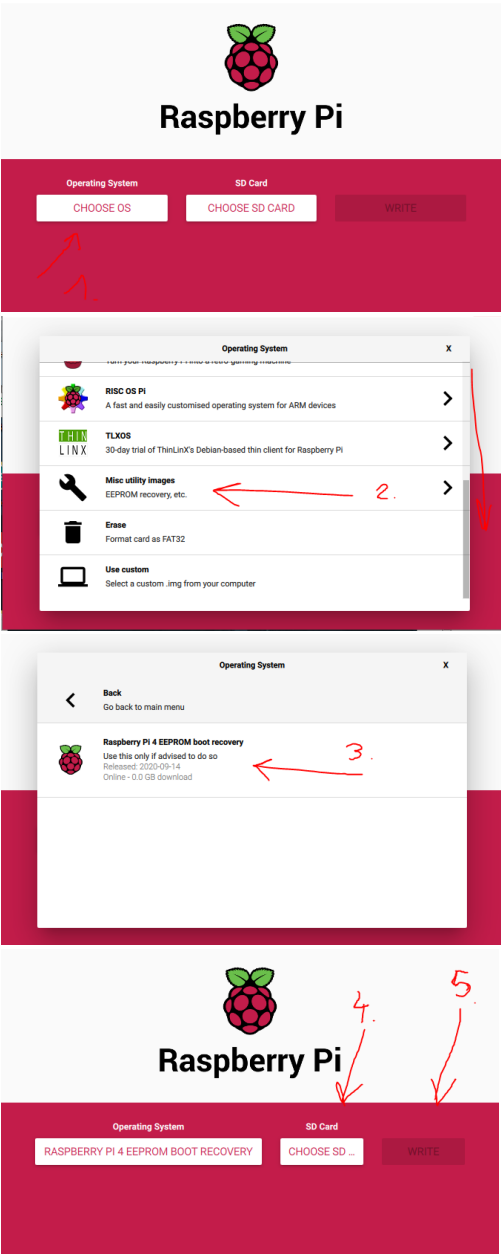 Raspberry Pi
Operating System
SD Card
CHOOSE OS
CHOOSE SD CARD
WRITE
1.
Operating System
X
RISC OS Pi
A fast and easily customised operating system for ARM devices
THIN
LINX
TLXOS
30-day trial of ThinLinX's Debian-based thin client for Raspberry Pi
Misc utility images
EEPROM recovery, etc.
2.
Erase
Format card as FAT32
Use custom
Select a custom .img from your computer
Operating System
X
Back
Go back to main menu
Raspberry Pi 4 EEPROM boot recovery
Use this only if advised to do so
Released: 2020-09-14
Online - 0.0 GB download
3.
4.
5.
Raspberry Pi
Operating System
SD Card
RASPBERRY PI 4 EEPROM BOOT RECOVERY
CHOOSE SD ...
WRITE